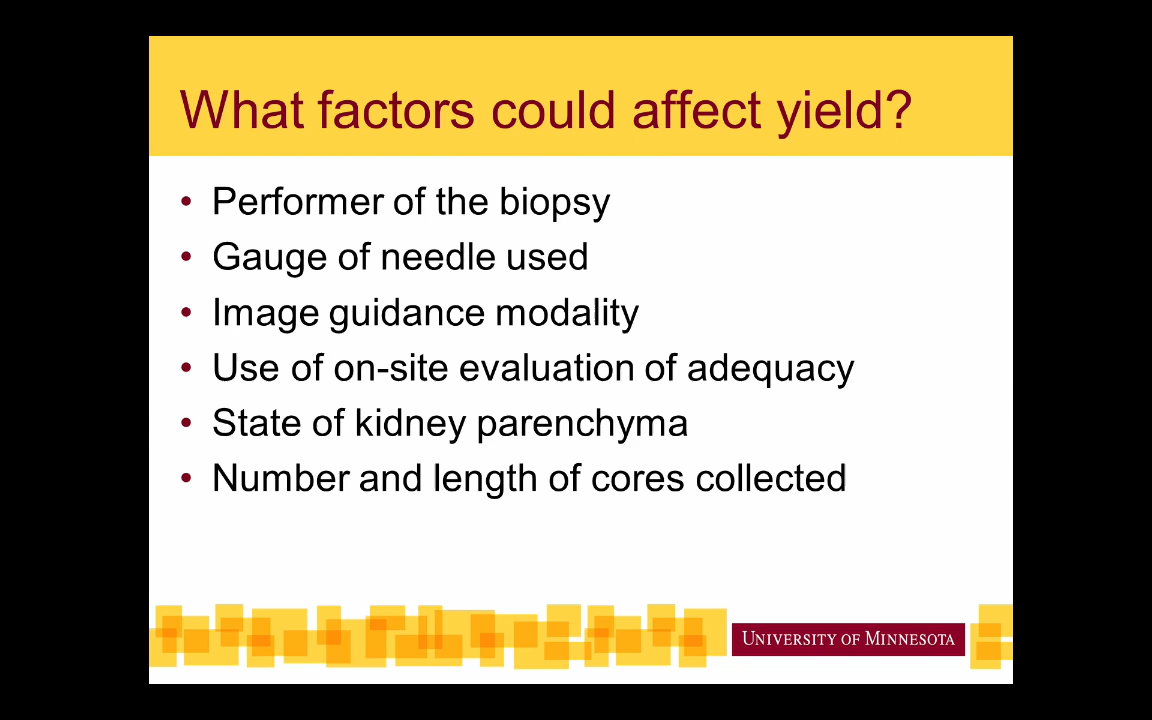 What factors could affect yield?
• Performer of the biopsy
• Gauge of needle used
• Image guidance modality
• Use of on-site evaluation of adequacy
• State of kidney parenchyma
• Number and length of cores collected
UNIVERSITY OF MINNESOTA